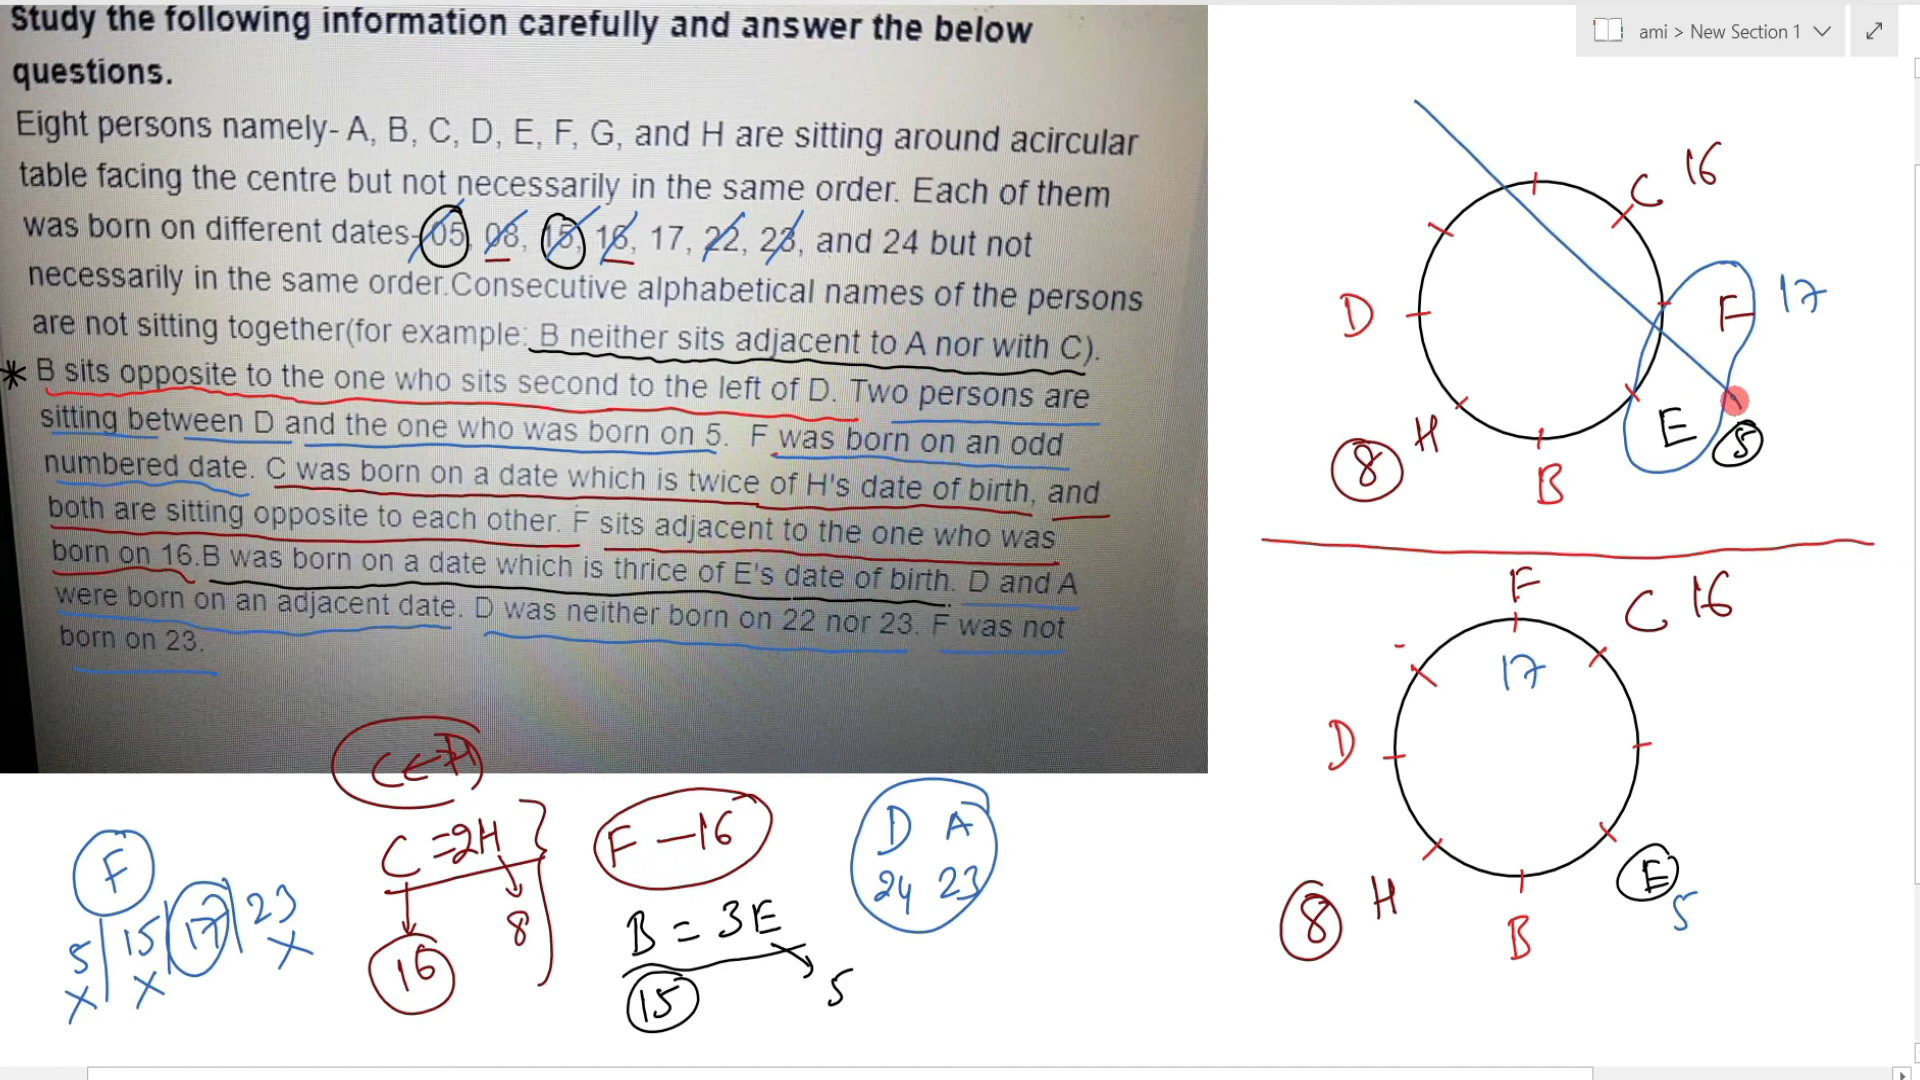 Study the following information carefully and answer the below
questions.
Eight persons namely- A, B, C, D, E, F, G, and H are sitting around acircular
table facing the centre but not necessarily in the same order. Each of them
was born on different dates- 05, 08, 15, 16, 17, 22, 23, and 24 but not
necessarily in the same order.Consecutive alphabetical names of the persons
are not sitting together(for example: B neither sits adjacent to A nor with C).
* B sits opposite to the one who sits second to the left of D. Two persons are
sitting between D and the one who was born on 5. F was born on an odd
numbered date. C was born on a date which is twice of H's date of birth, and
both are sitting opposite to each other. F sits adjacent to the one who was
born on 16.B was born on a date which is thrice of E's date of birth. D and A
were born on an adjacent date. D was neither born on 22 nor 23. F was not
born on 23.
ami > New Section 1
C 16
D
F 17
H
8
B
E 5
F
C 16
17
D
8 H
B
E
5
C↔H
C = 2H
16
8
F — 16
B = 3E
15
5
D A
24 23
F
5 | 15 | 17 | 23
X X X